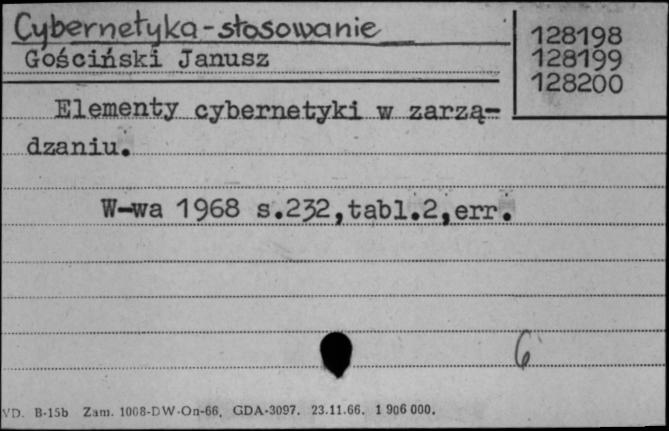 Cybernetyka-stosowanie
128198
Gościński Janusz
128199
128200
Elementy cybernetyki w zarzą-
dzaniu.
W-wa 1968 s.232,tabl.2,err.
6
VD. B-15b Zam. 1008-DW-On-66, GDA-3097. 23.11.66. 1 906 000.